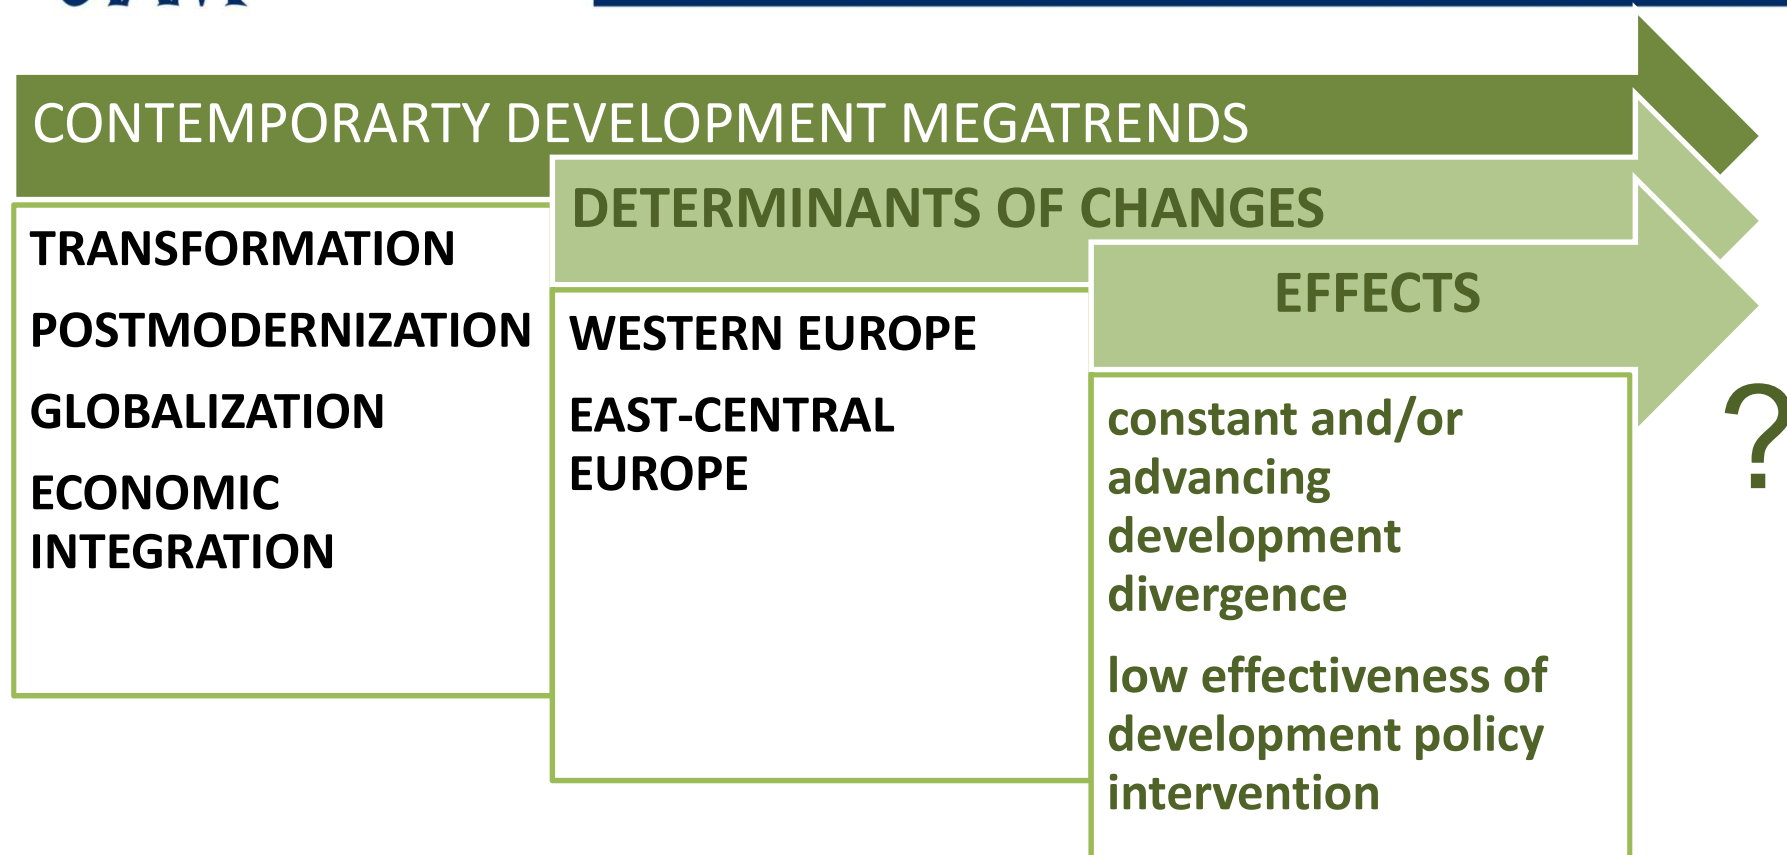 CONTEMPORARTY DEVELOPMENT MEGATRENDS
TRANSFORMATION
POSTMODERNIZATION
GLOBALIZATION
ECONOMIC
INTEGRATION
DETERMINANTS OF CHANGES
WESTERN EUROPE
EAST-CENTRAL
EUROPE
EFFECTS
constant and/or
advancing
development
divergence
low effectiveness of
development policy
intervention
?